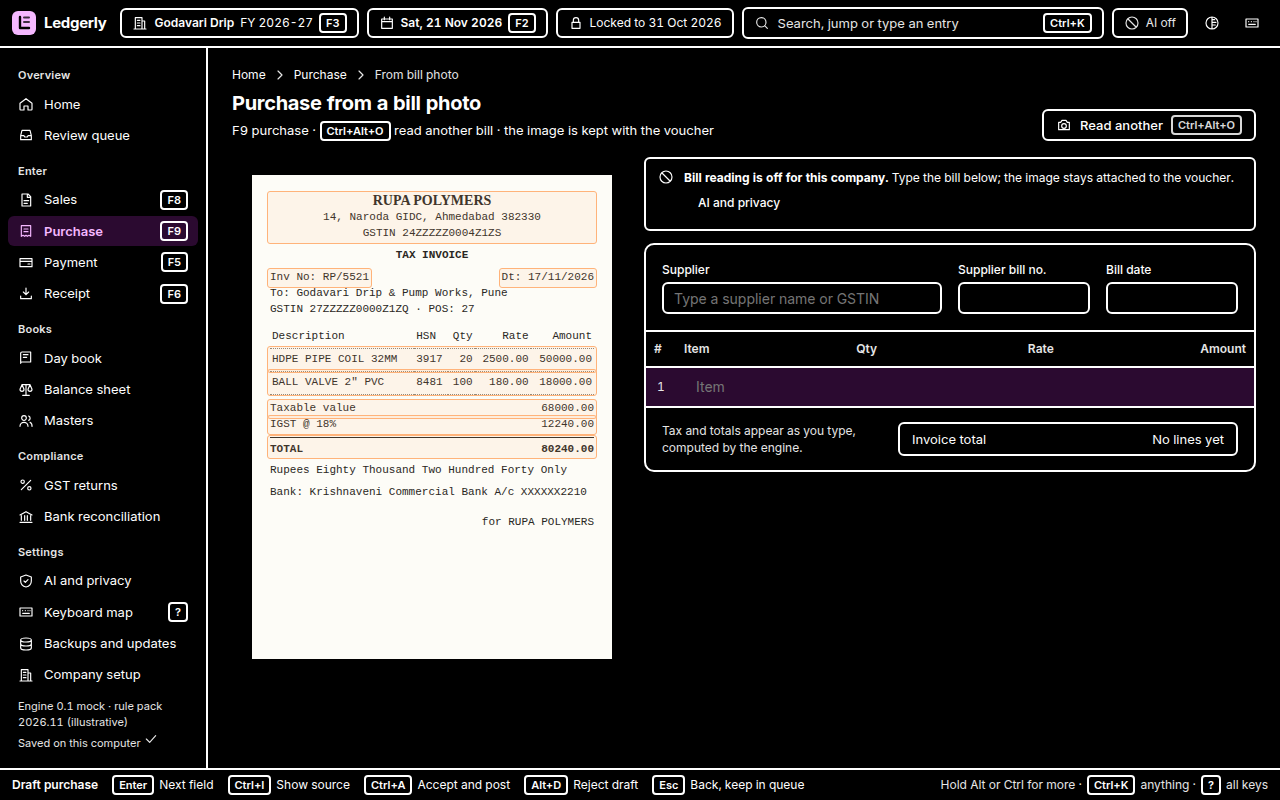 Ledgerly
Godavari Drip FY 2026-27 F3
Sat, 21 Nov 2026 F2
Locked to 31 Oct 2026
Search, jump or type an entry Ctrl+K
AI off
Overview
Home
Review queue
Enter
Sales F8
Purchase F9
Payment F5
Receipt F6
Books
Day book
Balance sheet
Masters
Compliance
GST returns
Bank reconciliation
Settings
AI and privacy
Keyboard map ?
Backups and updates
Company setup
Engine 0.1 mock · rule pack
2026.11 (illustrative)
Saved on this computer
Home > Purchase > From bill photo
Purchase from a bill photo
F9 purchase · Ctrl+Alt+O read another bill · the image is kept with the voucher
Read another Ctrl+Alt+O
RUPA POLYMERS
14, Naroda GIDC, Ahmedabad 382330
GSTIN 24ZZZZZ0004Z1ZS
TAX INVOICE
Inv No: RP/5521 Dt: 17/11/2026
To: Godavari Drip & Pump Works, Pune
GSTIN 27ZZZZZ0000Z1ZQ · POS: 27
Description HSN Qty Rate Amount
HDPE PIPE COIL 32MM 3917 20 2500.00 50000.00
BALL VALVE 2" PVC 8481 100 180.00 18000.00
Taxable value 68000.00
IGST @ 18% 12240.00
TOTAL 80240.00
Rupees Eighty Thousand Two Hundred Forty Only
Bank: Krishnaveni Commercial Bank A/c XXXXXX2210
for RUPA POLYMERS
Bill reading is off for this company. Type the bill below; the image stays attached to the voucher.
AI and privacy
Supplier Supplier bill no. Bill date
Type a supplier name or GSTIN
# Item Qty Rate Amount
1 Item
Tax and totals appear as you type,
computed by the engine.
Invoice total No lines yet
Draft purchase Enter Next field Ctrl+I Show source Ctrl+A Accept and post Alt+D Reject draft Esc Back, keep in queue Hold Alt or Ctrl for more · Ctrl+K anything · ? all keys